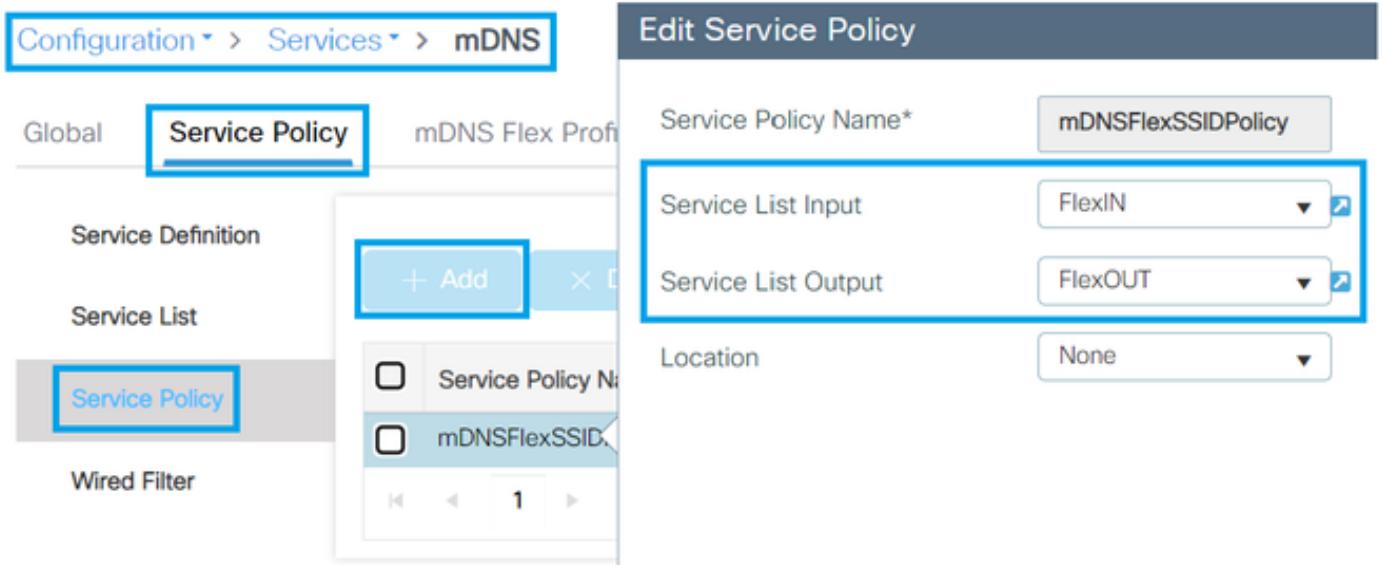 Configuration > Services > mDNS
Global Service Policy mDNS Flex
Service Definition
Service List
Service Policy
Wired Filter
+ Add ×
Service Policy
mDNSFlexSSID
1
Edit Service Policy
Service Policy Name* mDNSFlexSSIDPolicy
Service List Input FlexIN
Service List Output FlexOUT
Location None